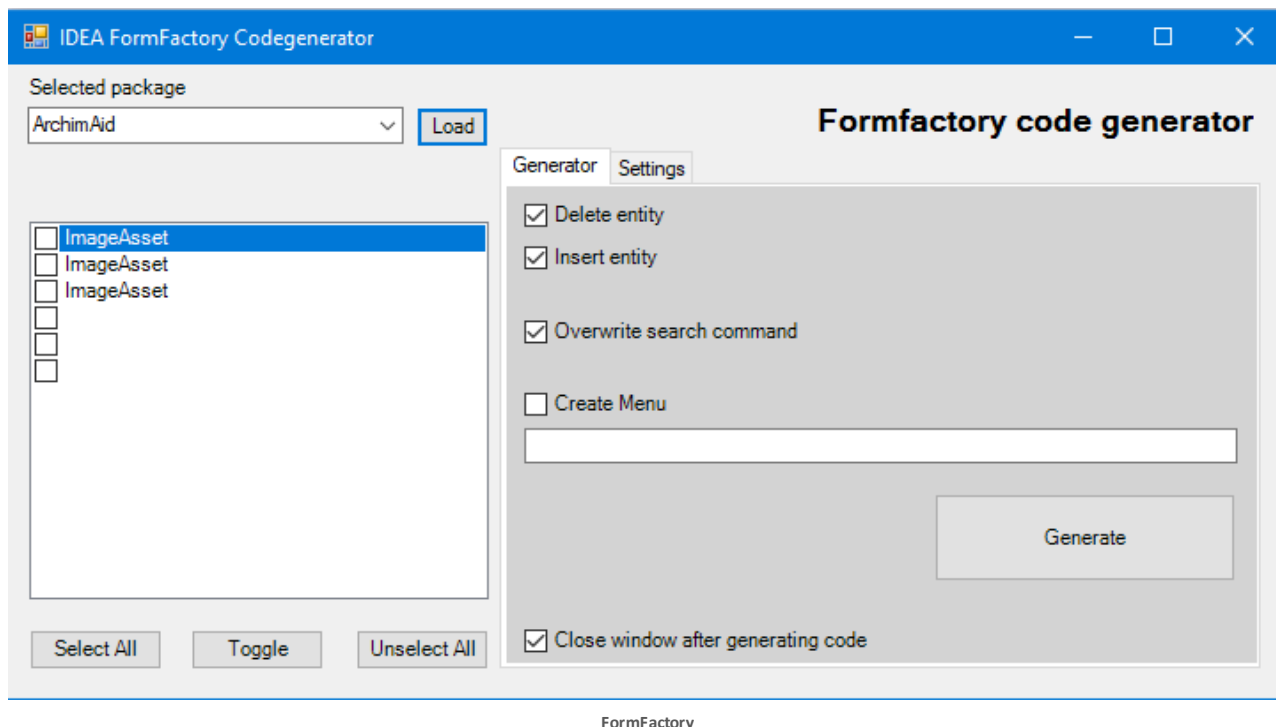 IDEA FormFactory Codegenerator
Selected package
ArchimAid
Load
Formfactory code generator
Generator
Settings
ImageAsset
ImageAsset
ImageAsset
Delete entity
Insert entity
Overwrite search command
Create Menu
Generate
Close window after generating code
Select All
Toggle
Unselect All
FormFactory